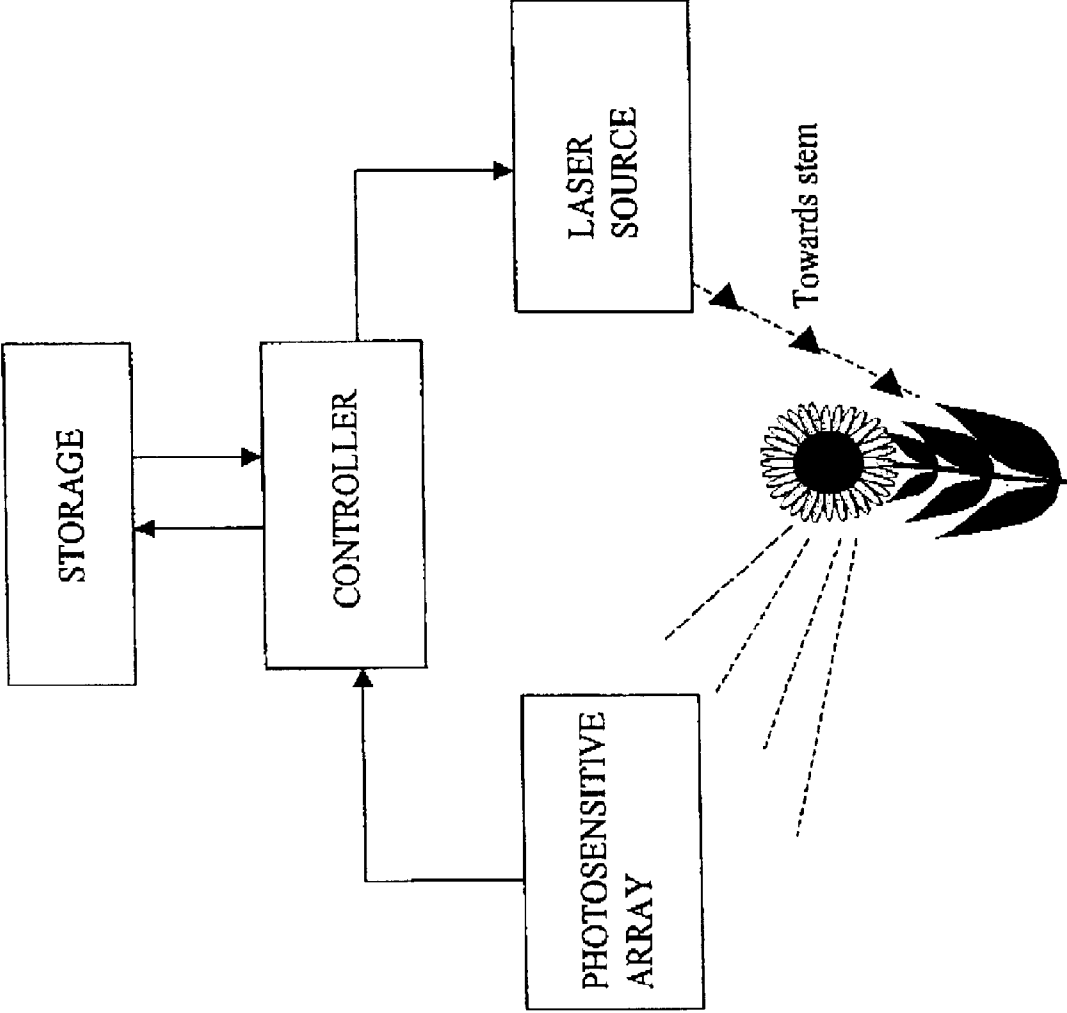 STORAGE
CONTROLLER
PHOTOSENSITIVE
ARRAY
LASER
SOURCE
Towards stem